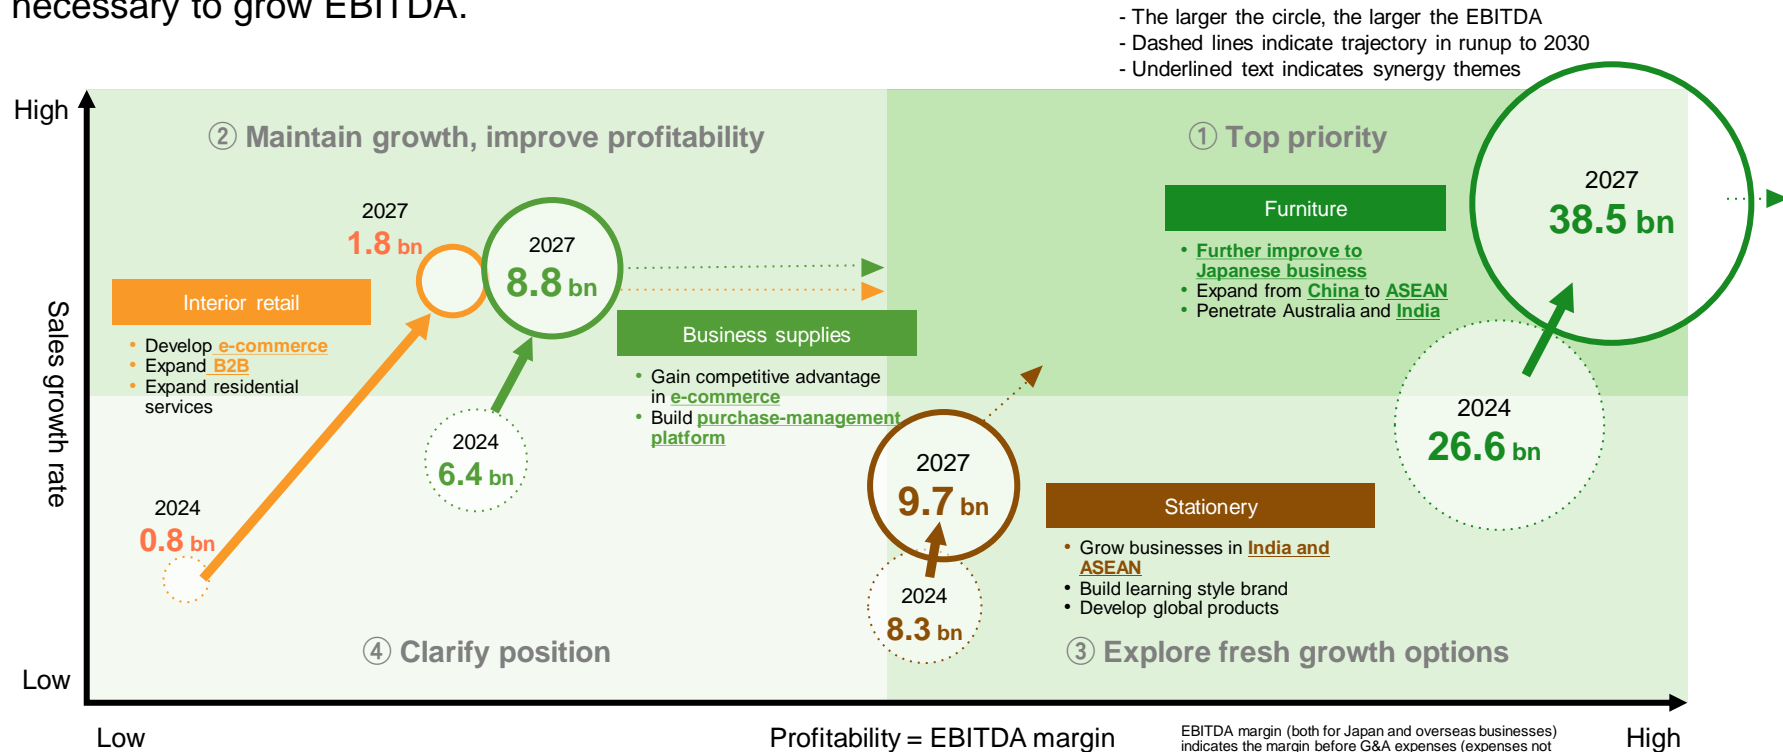 necessary to grow EBITDA.
- The larger the circle, the larger the EBITDA
- Dashed lines indicate trajectory in runup to 2030
- Underlined text indicates synergy themes
High
② Maintain growth, improve profitability
① Top priority
2027
1.8 bn
2027
8.8 bn
Furniture
2027
38.5 bn
• Further improve to
Japanese business
• Expand from China to ASEAN
• Penetrate Australia and India
Interior retail
• Develop e-commerce
• Expand B2B
• Expand residential
services
Business supplies
• Gain competitive advantage
in e-commerce
• Build purchase-management
platform
Sales growth rate
2024
6.4 bn
2024
26.6 bn
2027
9.7 bn
2024
0.8 bn
Stationery
• Grow businesses in India and
ASEAN
• Build learning style brand
• Develop global products
2024
8.3 bn
④ Clarify position
③ Explore fresh growth options
Low
Low
Profitability = EBITDA margin
High
EBITDA margin (both for Japan and overseas businesses)
indicates the margin before G&A expenses (expenses not